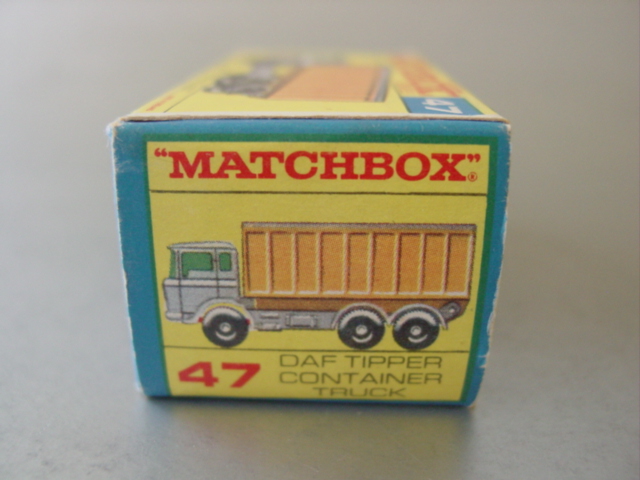 47
"MATCHBOX"®
47
DAF TIPPER
CONTAINER
TRUCK